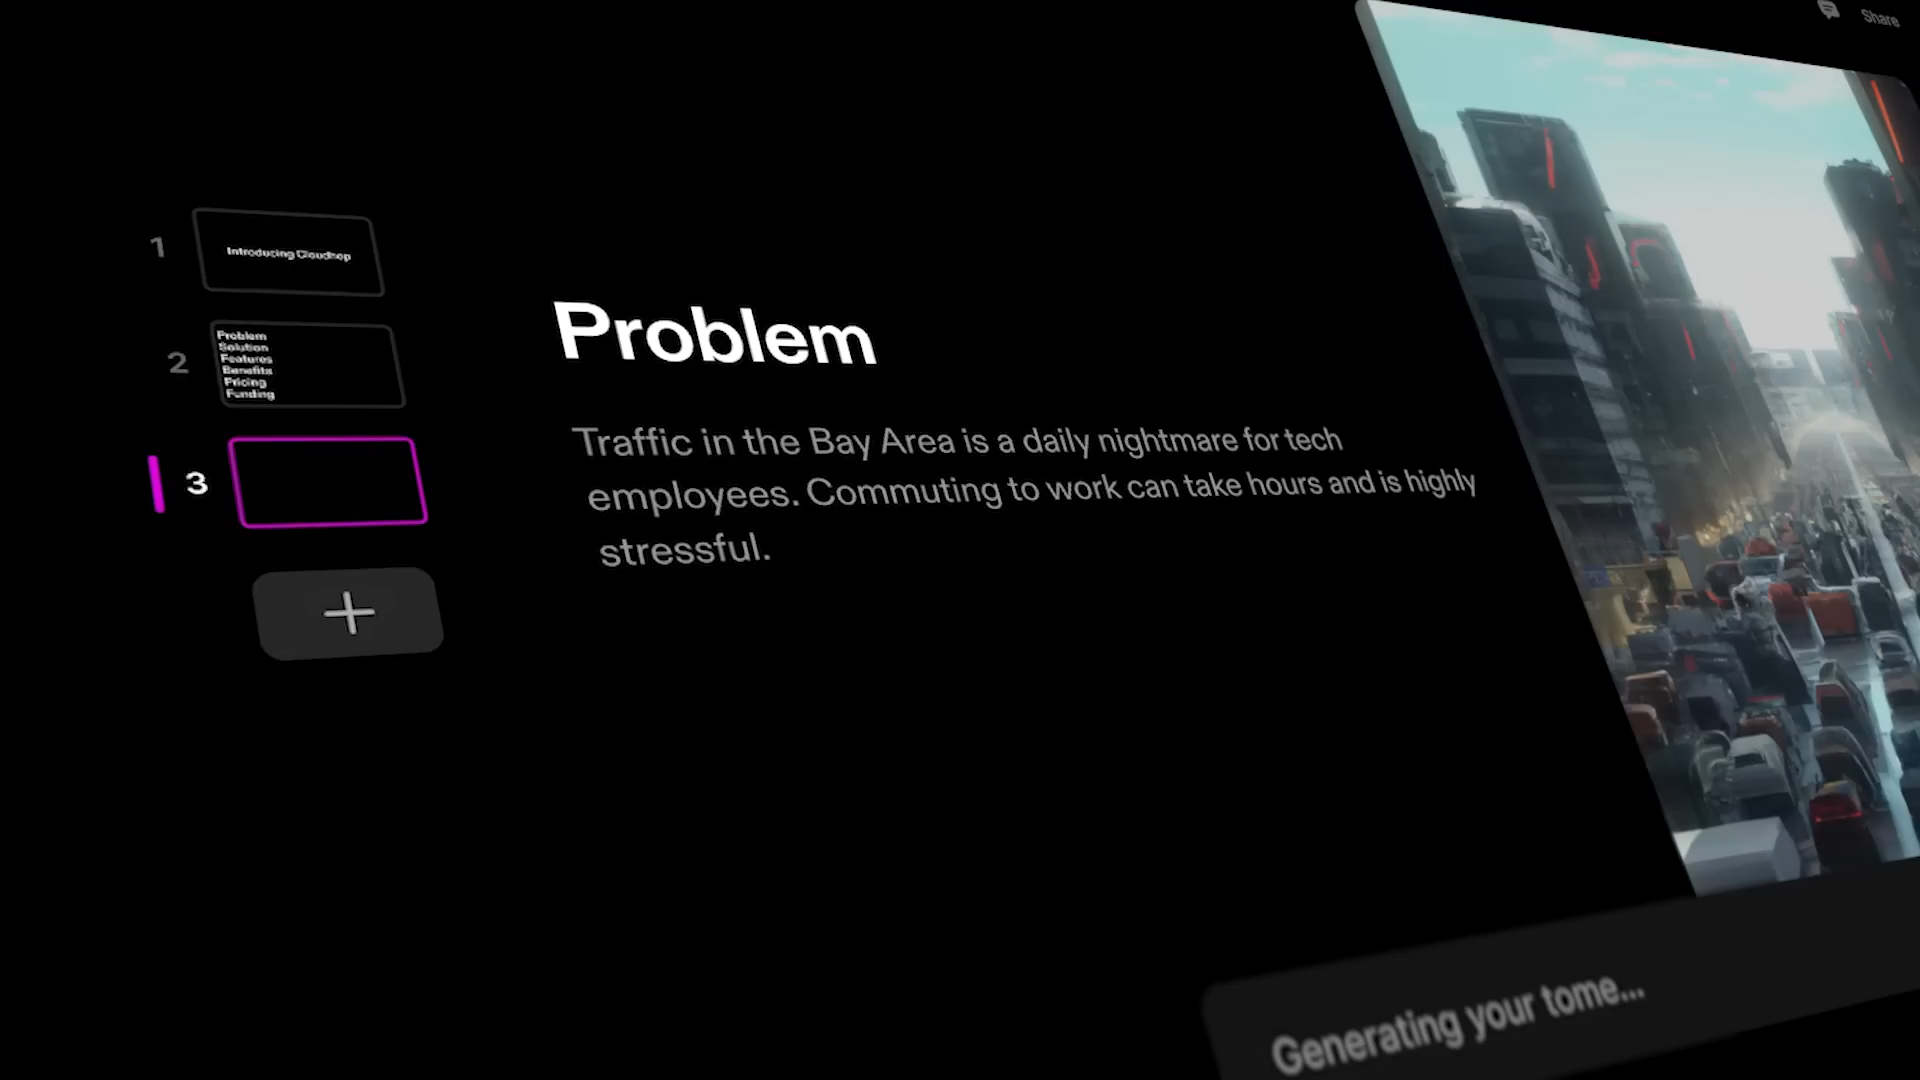 Share
1
Introducing Cloudhop
2
Problem
Solution
Features
Benefits
Pricing
Funding
3
Problem
Traffic in the Bay Area is a daily nightmare for tech
employees. Commuting to work can take hours and is highly
stressful.
Generating your tome...